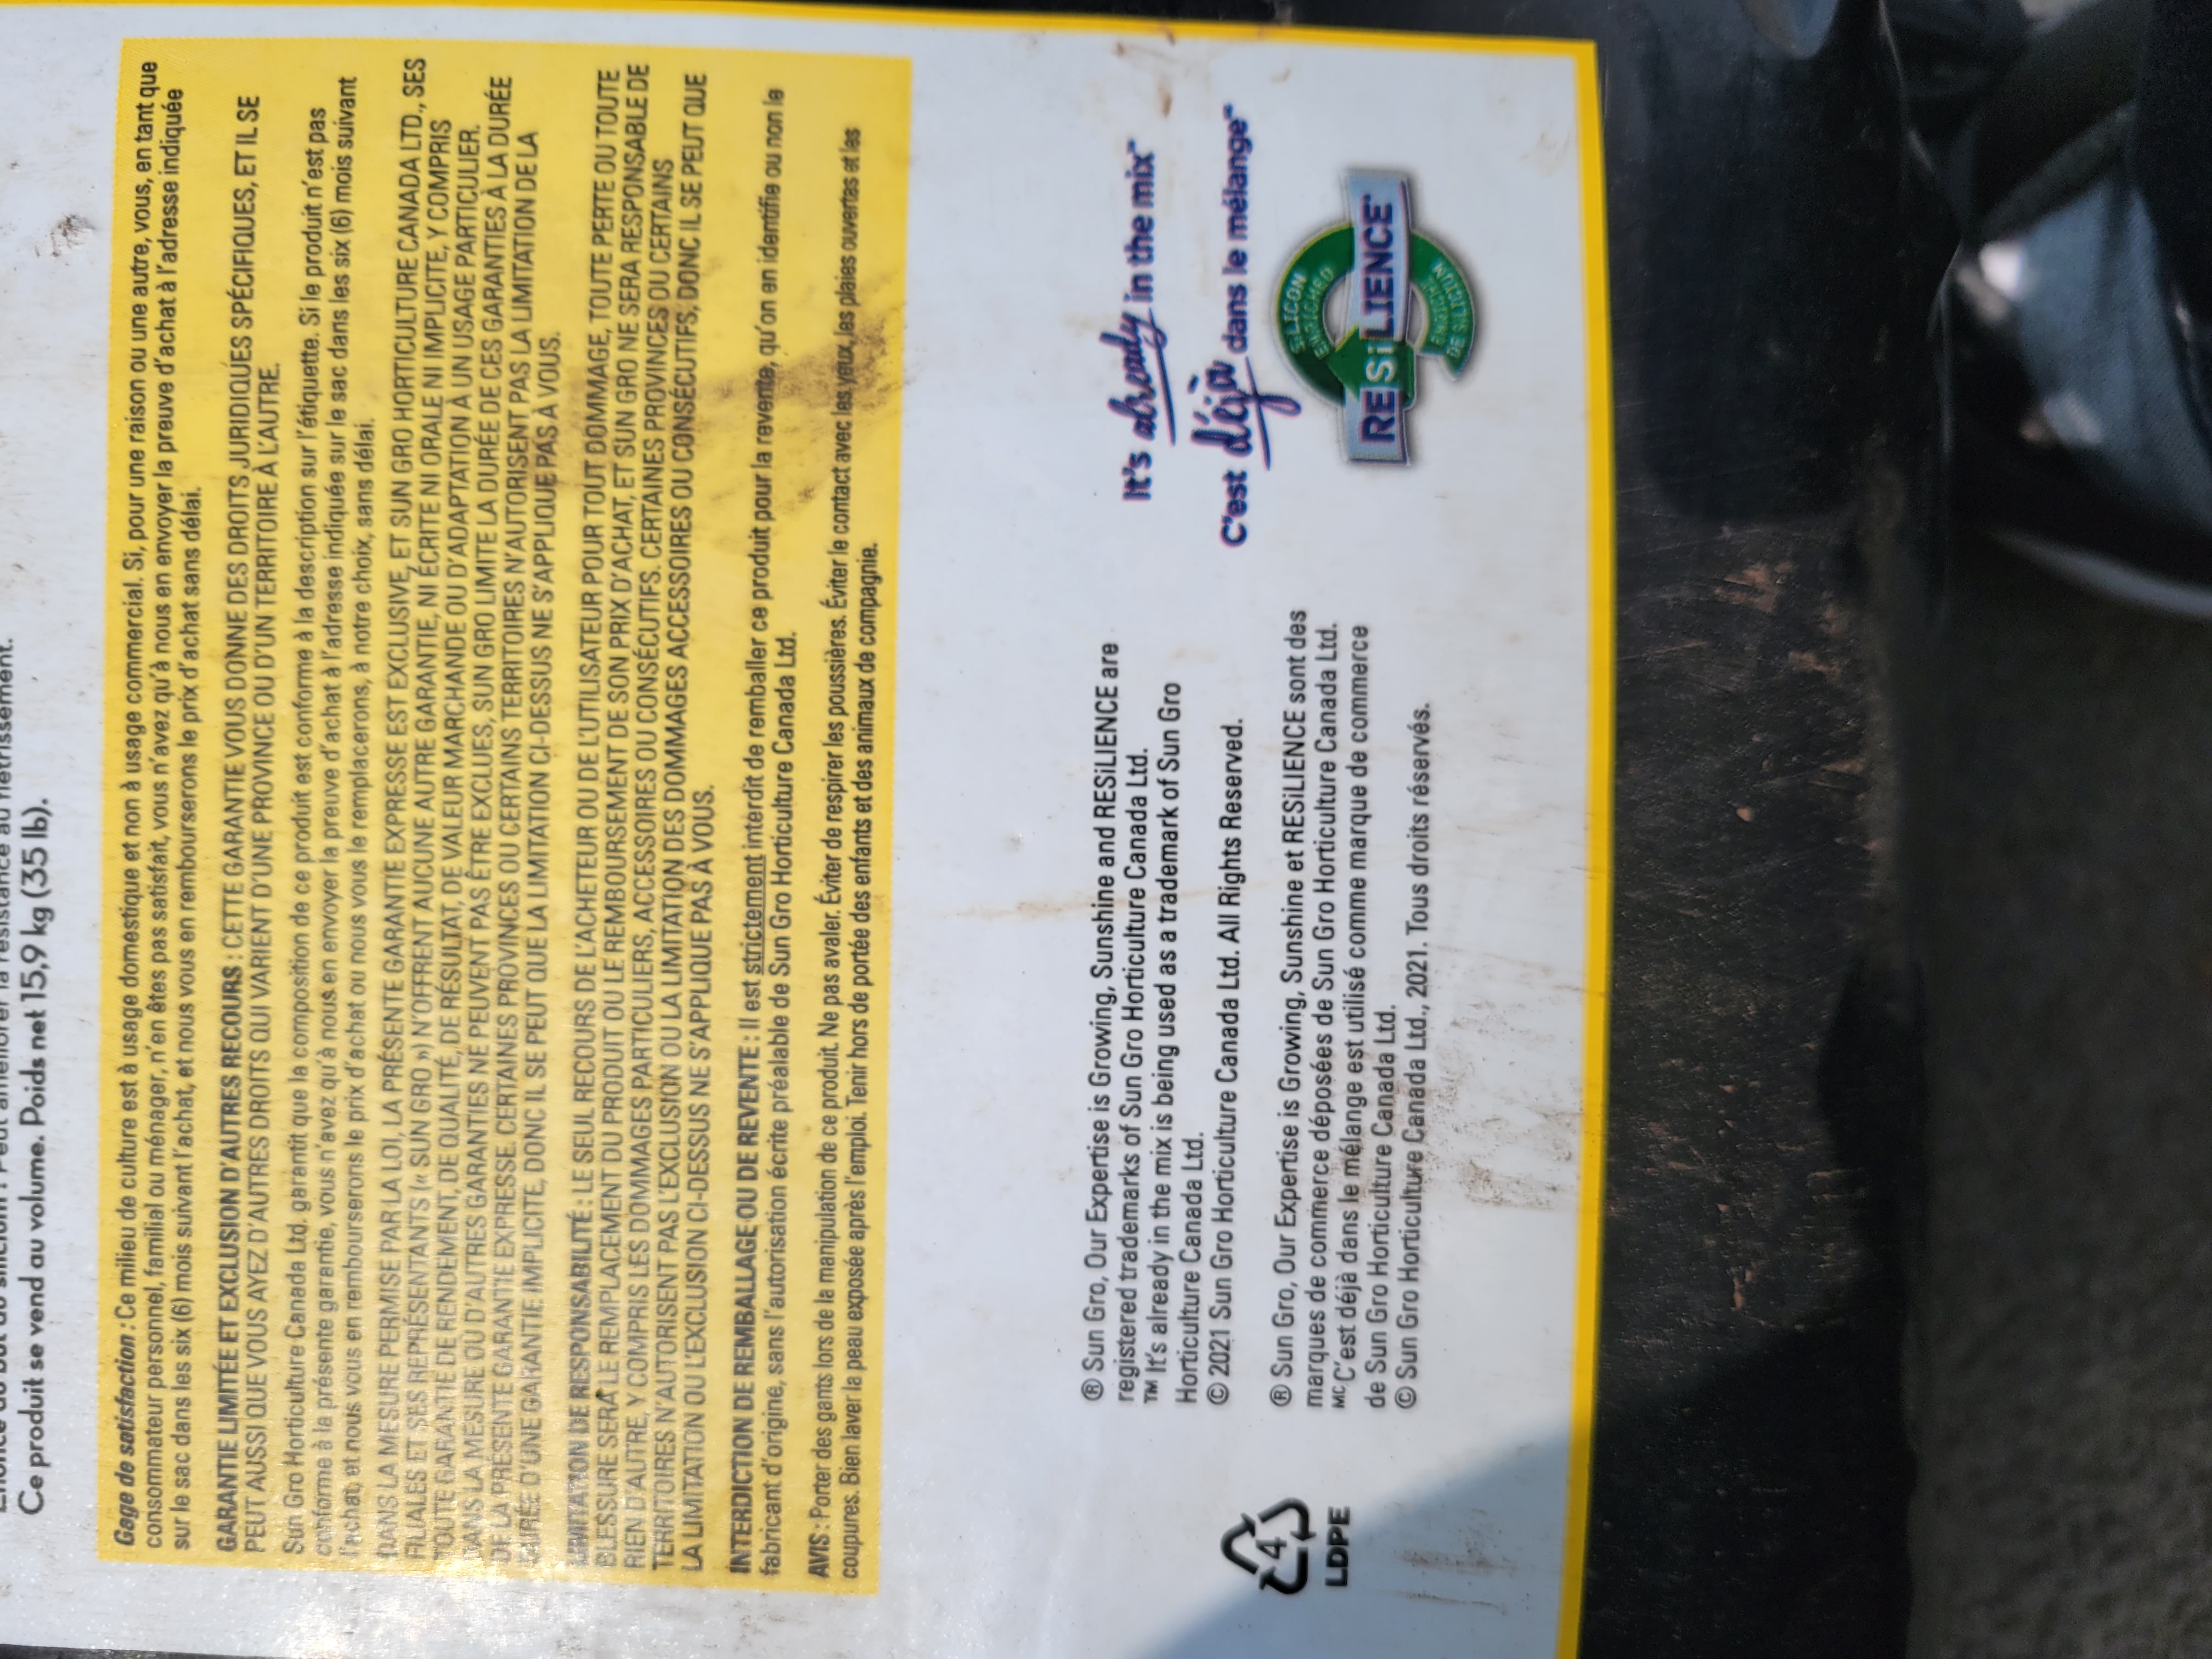 Énoncé du but du silicium : Peut améliorer la résistance au flétrissement.
Ce produit se vend au volume. Poids net 15,9 kg (35 lb).
Gage de satisfaction : Ce milieu de culture est à usage domestique et non à usage commercial. Si, pour une raison ou une autre, vous, en tant que
consommateur personnel, familial ou ménager, n'en êtes pas satisfait, vous n'avez qu'à nous en envoyer la preuve d'achat à l'adresse indiquée
sur le sac dans les six (6) mois suivant l'achat, et nous vous en rembourserons le prix d'achat sans délai.
GARANTIE LIMITÉE ET EXCLUSION D'AUTRES RECOURS : CETTE GARANTIE VOUS DONNE DES DROITS JURIDIQUES SPÉCIFIQUES, ET IL SE
PEUT AUSSI QUE VOUS AYEZ D'AUTRES DROITS QUI VARIENT D'UNE PROVINCE OU D'UN TERRITOIRE À L'AUTRE.
Sun Gro Horticulture Canada Ltd. garantit que la composition de ce produit est conforme à la description sur l'étiquette. Si le produit n'est pas
conforme à la présente garantie, vous n'avez qu'à nous en envoyer la preuve d'achat à l'adresse indiquée sur le sac dans les six (6) mois suivant
l'achat, et nous vous en rembourserons le prix d'achat ou nous vous le remplacerons, à notre choix, sans délai.
DANS LA MESURE PERMISE PAR LA LOI, LA PRÉSENTE GARANTIE EXPRESSE EST EXCLUSIVE, ET SUN GRO HORTICULTURE CANADA LTD., SES
FILIALES ET SES REPRÉSENTANTS (« SUN GRO ») N'OFFRENT AUCUNE AUTRE GARANTIE, NI ÉCRITE NI ORALE NI IMPLICITE, Y COMPRIS
TOUTE GARANTIE DE RENDEMENT, DE QUALITÉ, DE RÉSULTAT, DE VALEUR MARCHANDE OU D'ADAPTATION À UN USAGE PARTICULIER.
DANS LA MESURE OU D'AUTRES GARANTIES NE PEUVENT PAS ÊTRE EXCLUES, SUN GRO LIMITE LA DURÉE DE CES GARANTIES À LA DURÉE
DE LA PRÉSENTE GARANTIE EXPRESSE. CERTAINES PROVINCES OU CERTAINS TERRITOIRES N'AUTORISENT PAS LA LIMITATION DE LA
DURÉE D'UNE GARANTIE IMPLICITE, DONC IL SE PEUT QUE LA LIMITATION CI-DESSUS NE S'APPLIQUE PAS À VOUS.
LIMITATION DE RESPONSABILITÉ : LE SEUL RECOURS DE L'ACHETEUR OU DE L'UTILISATEUR POUR TOUT DOMMAGE, TOUTE PERTE OU TOUTE
BLESSURE SERA LE REMPLACEMENT DU PRODUIT OU LE REMBOURSEMENT DE SON PRIX D'ACHAT, ET SUN GRO NE SERA RESPONSABLE DE
RIEN D'AUTRE, Y COMPRIS LES DOMMAGES PARTICULIERS, ACCESSOIRES OU CONSÉCUTIFS. CERTAINES PROVINCES OU CERTAINS
TERRITOIRES N'AUTORISENT PAS L'EXCLUSION OU LA LIMITATION DES DOMMAGES ACCESSOIRES OU CONSÉCUTIFS, DONC IL SE PEUT QUE
LA LIMITATION OU L'EXCLUSION CI-DESSUS NE S'APPLIQUE PAS À VOUS.
INTERDICTION DE REMBALLAGE OU DE REVENTE : Il est strictement interdit de remballer ce produit pour la revente, qu'on en identifie ou non le
fabricant d'origine, sans l'autorisation écrite préalable de Sun Gro Horticulture Canada Ltd.
AVIS : Porter des gants lors de la manipulation de ce produit. Ne pas avaler. Éviter de respirer les poussières. Éviter le contact avec les yeux, les plaies ouvertes et les
coupures. Bien laver la peau exposée après l'emploi. Tenir hors de portée des enfants et des animaux de compagnie.
® Sun Gro, Our Expertise is Growing, Sunshine and RESiLIENCE are
registered trademarks of Sun Gro Horticulture Canada Ltd.
™ It's already in the mix is being used as a trademark of Sun Gro
Horticulture Canada Ltd.
© 2021 Sun Gro Horticulture Canada Ltd. All Rights Reserved.
® Sun Gro, Our Expertise is Growing, Sunshine et RESiLIENCE sont des
marques de commerce déposées de Sun Gro Horticulture Canada Ltd.
MC C'est déjà dans le mélange est utilisé comme marque de commerce
de Sun Gro Horticulture Canada Ltd.
© Sun Gro Horticulture Canada Ltd., 2021. Tous droits réservés.
4
LDPE
It's already in the mix™
C'est déjà dans le mélange™
SILICON
ENRICHED
RESiLIENCE®
ENRICHI
DE SILICIUM